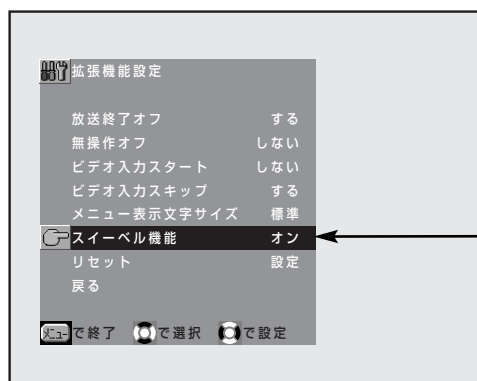 拡張機能設定
放送終了オフ する
無操作オフ しない
ビデオ入力スタート しない
ビデオ入力スキップ する
メニュー表示文字サイズ 標準
スイーベル機能 オン
リセット 設定
戻る
メニューで終了 で選択 で設定